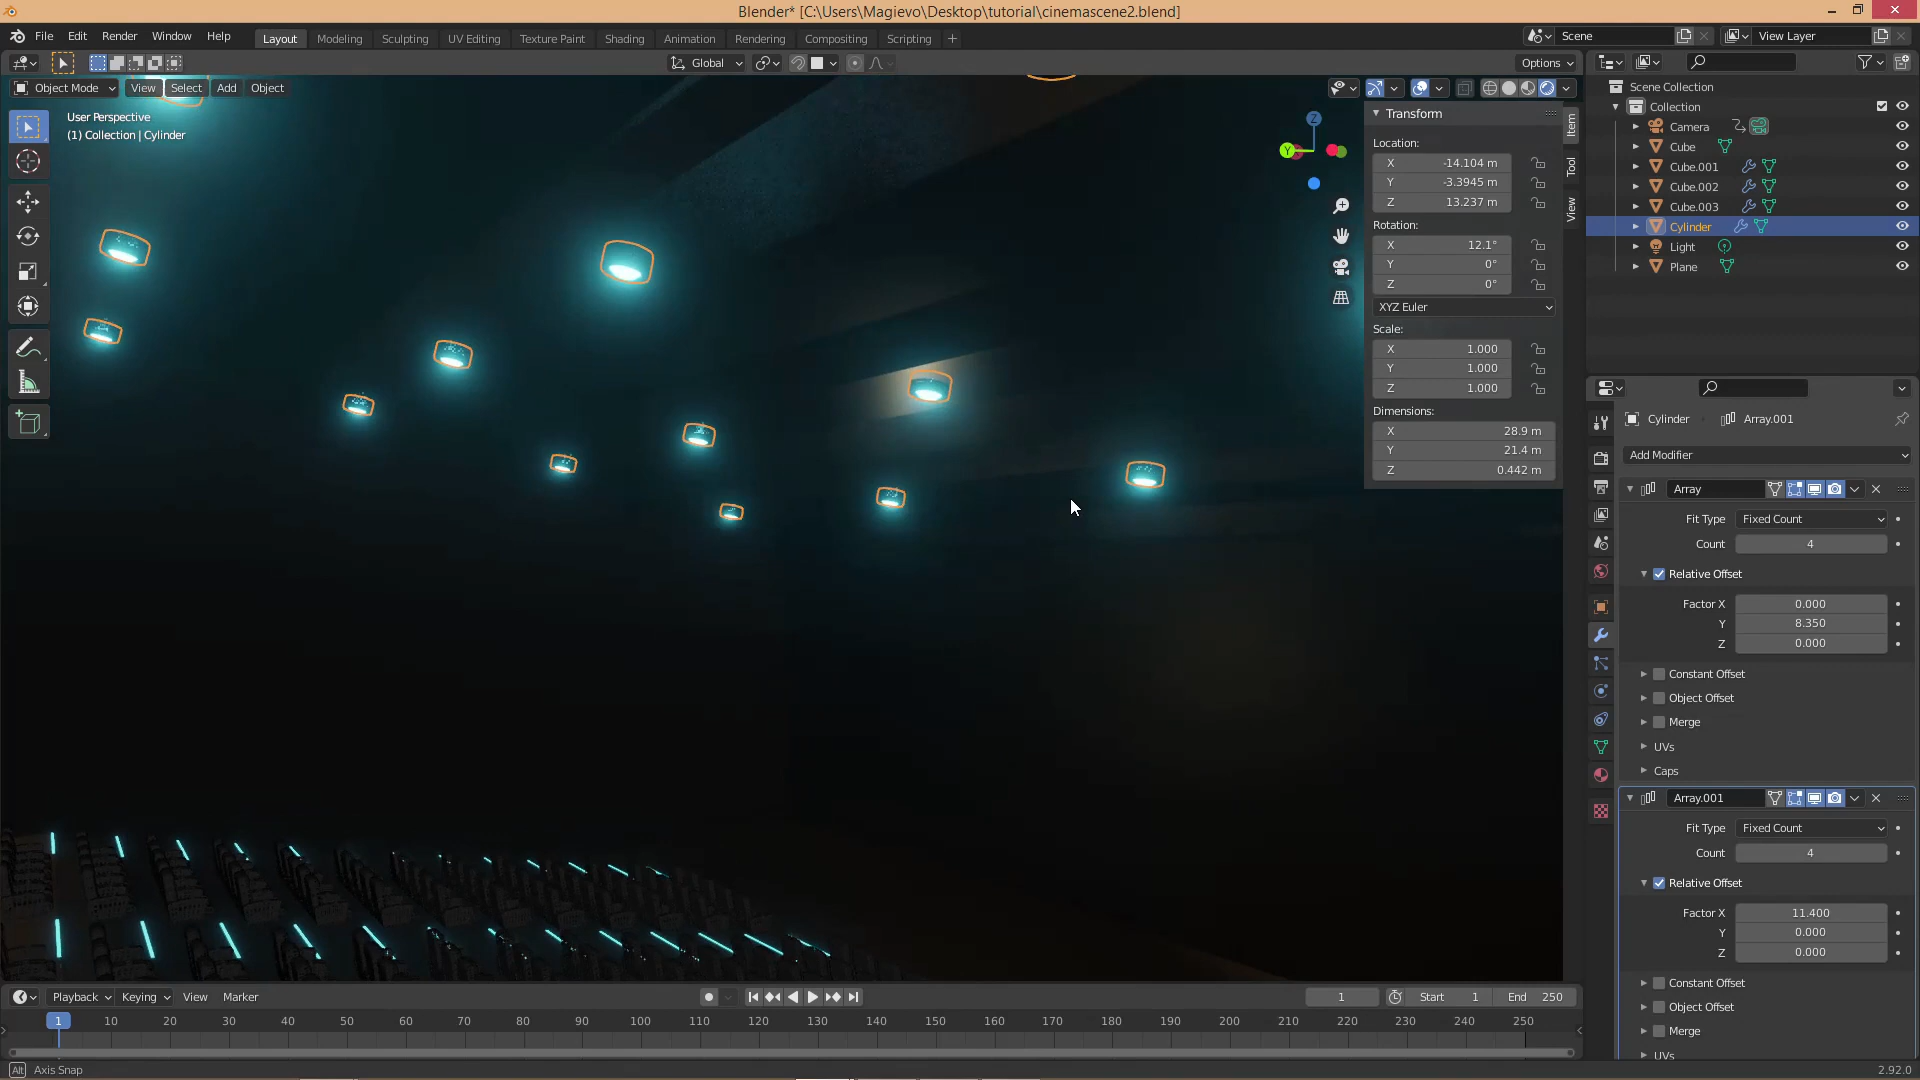 Blender* [C:\Users\Magievo\Desktop\tutorial\cinemascene2.blend]
File Edit Render Window Help
Layout Modeling Sculpting UV Editing Texture Paint Shading Animation Rendering Compositing Scripting +
Scene View Layer
Global Options
Object Mode View Select Add Object
User Perspective
(1) Collection | Cylinder
Z
Y
Transform
Location:
X -14.104 m
Y -3.3945 m
Z 13.237 m
Rotation:
X 12.1°
Y 0°
Z 0°
XYZ Euler
Scale:
X 1.000
Y 1.000
Z 1.000
Dimensions:
X 28.9 m
Y 21.4 m
Z 0.442 m
Item
Tool
View
Scene Collection
Collection
Camera
Cube
Cube.001
Cube.002
Cube.003
Cylinder
Light
Plane
Cylinder Array.001
Add Modifier
Array
Fit Type Fixed Count
Count 4
Relative Offset
Factor X 0.000
Y 8.350
Z 0.000
Constant Offset
Object Offset
Merge
UVs
Caps
Array.001
Fit Type Fixed Count
Count 4
Relative Offset
Factor X 11.400
Y 0.000
Z 0.000
Constant Offset
Object Offset
Merge
UVs
Playback Keying View Marker
1 Start 1 End 250
1 10 20 30 40 50 60 70 80 90 100 110 120 130 140 150 160 170 180 190 200 210 220 230 240 250
Alt Axis Snap
2.92.0